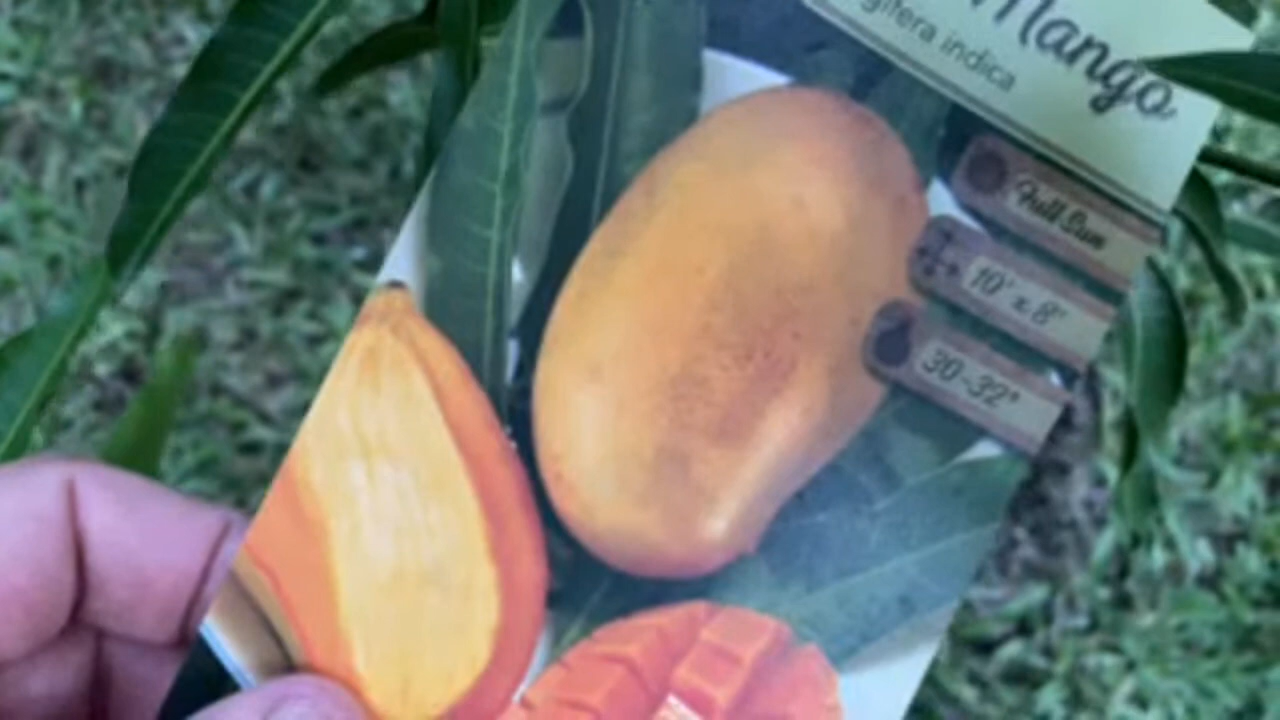 Mango
gifera indica
Full Sun
10' x 8'
30-32°